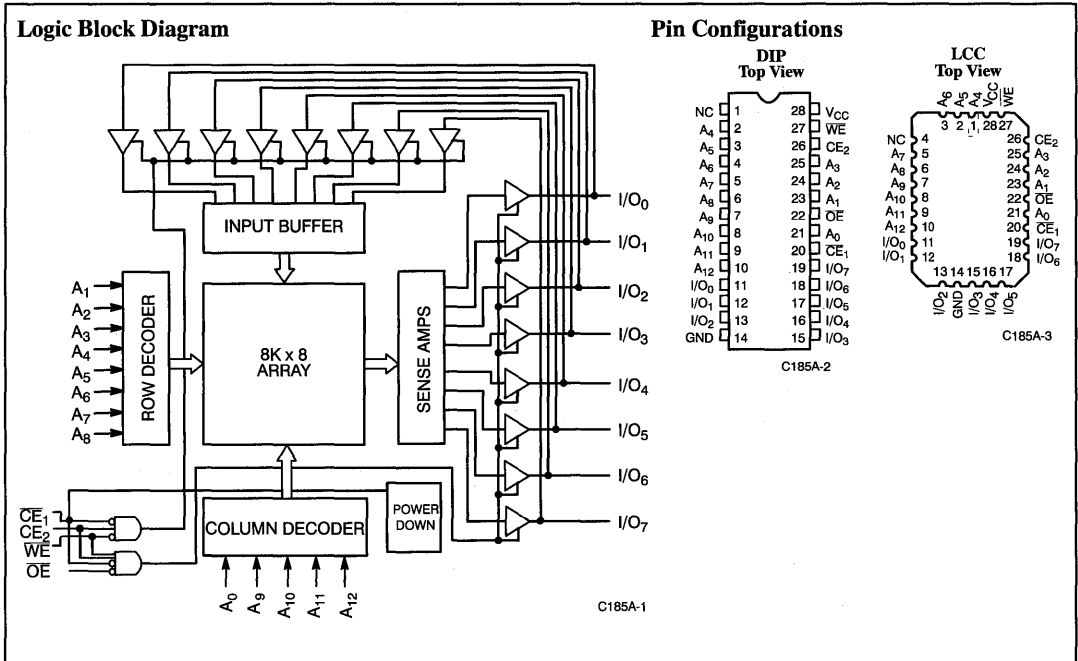 Logic Block Diagram
INPUT BUFFER
A1
A2
A3
A4
A5
A6
A7
A8
ROW DECODER
8K x 8
ARRAY
SENSE AMPS
I/O0
I/O1
I/O2
I/O3
I/O4
I/O5
I/O6
I/O7
CE1
CE2
WE
OE
COLUMN DECODER
POWER
DOWN
A0
A9
A10
A11
A12
C185A-1
Pin Configurations
DIP
Top View
NC 1 28 VCC
A4 2 27 WE
A5 3 26 CE2
A6 4 25 A3
A7 5 24 A2
A8 6 23 A1
A9 7 22 OE
A10 8 21 A0
A11 9 20 CE1
A12 10 19 I/O7
I/O0 11 18 I/O6
I/O1 12 17 I/O5
I/O2 13 16 I/O4
GND 14 15 I/O3
C185A-2
LCC
Top View
A6 A5 A4 VCC WE
3 2 1 28 27
NC 4 26 CE2
A7 5 25 A3
A8 6 24 A2
A9 7 23 A1
A10 8 22 OE
A11 9 21 A0
A12 10 20 CE1
I/O0 11 19 I/O7
I/O1 12 18 I/O6
13 14 15 16 17
I/O2 GND I/O3 I/O4 I/O5
C185A-3